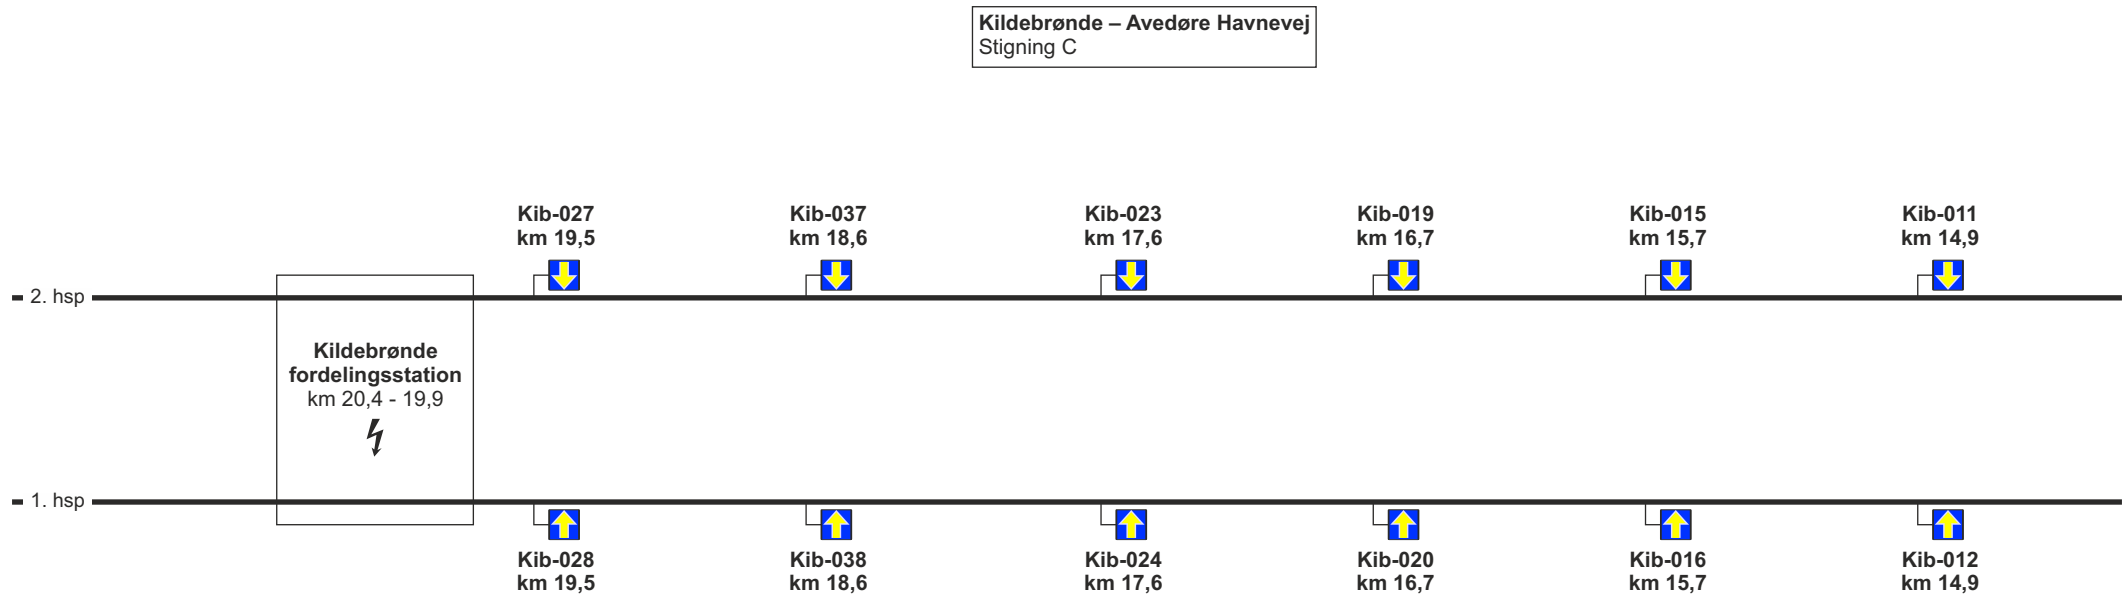 Kildebrønde – Avedøre Havnevej
Stigning C
Kib-027
km 19,5
Kib-037
km 18,6
Kib-023
km 17,6
Kib-019
km 16,7
Kib-015
km 15,7
Kib-011
km 14,9
2. hsp
Kildebrønde
fordelingsstation
km 20,4 - 19,9
1. hsp
Kib-028
km 19,5
Kib-038
km 18,6
Kib-024
km 17,6
Kib-020
km 16,7
Kib-016
km 15,7
Kib-012
km 14,9